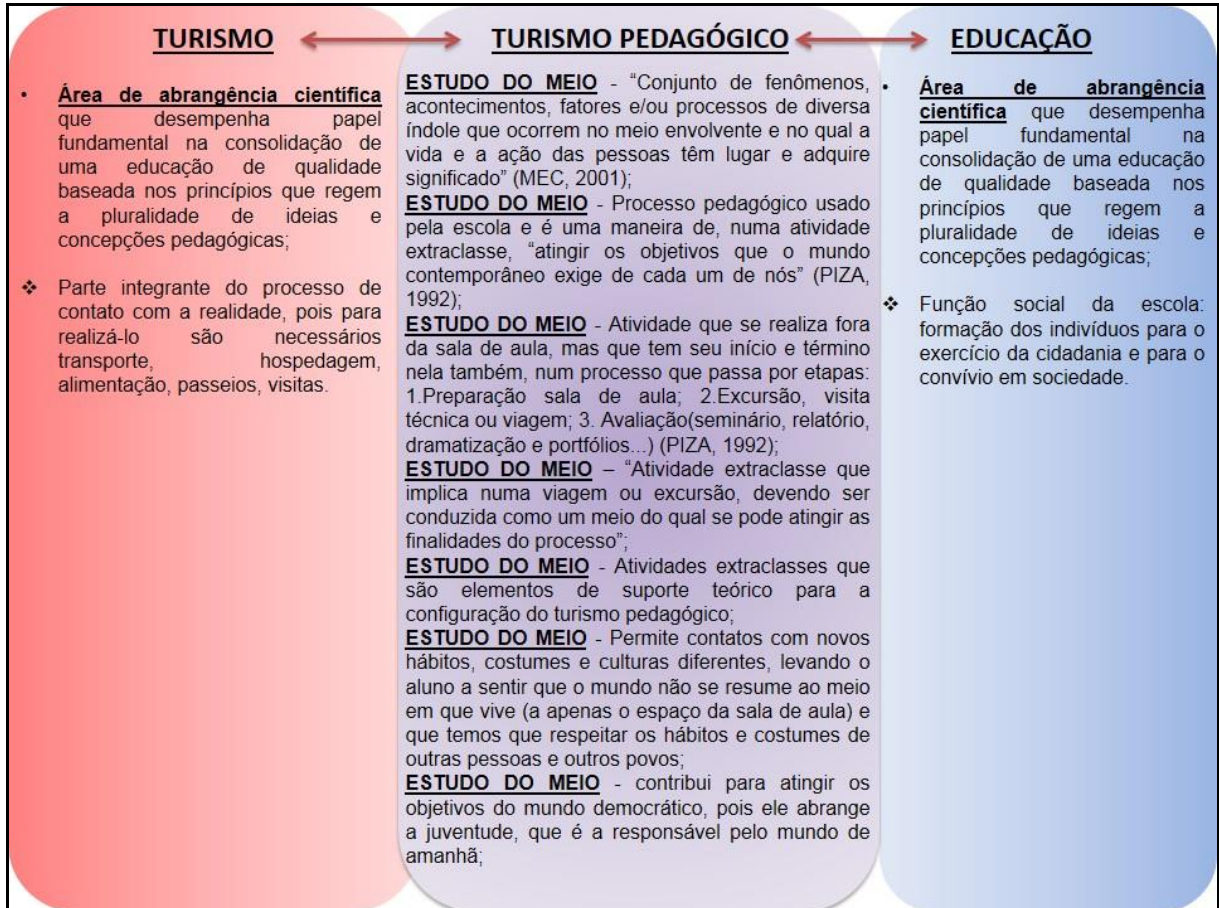 TURISMO
• Área de abrangência científica
que desempenha papel
fundamental na consolidação de
uma educação de qualidade
baseada nos princípios que regem
a pluralidade de ideias e
concepções pedagógicas;
❖ Parte integrante do processo de
contato com a realidade, pois para
realizá-lo são necessários
transporte, hospedagem,
alimentação, passeios, visitas.
TURISMO PEDAGÓGICO
ESTUDO DO MEIO - “Conjunto de fenômenos,
acontecimentos, fatores e/ou processos de diversa
índole que ocorrem no meio envolvente e no qual a
vida e a ação das pessoas têm lugar e adquire
significado” (MEC, 2001);
ESTUDO DO MEIO - Processo pedagógico usado
pela escola e é uma maneira de, numa atividade
extraclasse, “atingir os objetivos que o mundo
contemporâneo exige de cada um de nós” (PIZA,
1992);
ESTUDO DO MEIO - Atividade que se realiza fora
da sala de aula, mas que tem seu início e término
nela também, num processo que passa por etapas:
1.Preparação sala de aula; 2.Excursão, visita
técnica ou viagem; 3. Avaliação(seminário, relatório,
dramatização e portfólios...) (PIZA, 1992);
ESTUDO DO MEIO – “Atividade extraclasse que
implica numa viagem ou excursão, devendo ser
conduzida como um meio do qual se pode atingir as
finalidades do processo”;
ESTUDO DO MEIO - Atividades extraclasses que
são elementos de suporte teórico para a
configuração do turismo pedagógico;
ESTUDO DO MEIO - Permite contatos com novos
hábitos, costumes e culturas diferentes, levando o
aluno a sentir que o mundo não se resume ao meio
em que vive (a apenas o espaço da sala de aula) e
que temos que respeitar os hábitos e costumes de
outras pessoas e outros povos;
ESTUDO DO MEIO - contribui para atingir os
objetivos do mundo democrático, pois ele abrange
a juventude, que é a responsável pelo mundo de
amanhã;
EDUCAÇÃO
• Área de abrangência
científica que desempenha
papel fundamental na
consolidação de uma educação
de qualidade baseada nos
princípios que regem a
pluralidade de ideias e
concepções pedagógicas;
❖ Função social da escola:
formação dos indivíduos para o
exercício da cidadania e para o
convívio em sociedade.